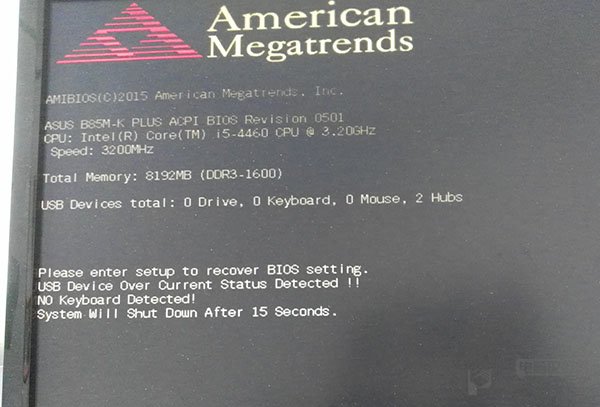 American
Megatrends
AMIBIOS(C)2015 American Megatrends, Inc.
ASUS B85M-K PLUS ACPI BIOS Revision 0501
CPU: Intel(R) Core(TM) i5-4460 CPU @ 3.20GHz
Speed: 3200MHz
Total Memory: 8192MB (DDR3-1600)
USB Devices total: 0 Drive, 0 Keyboard, 0 Mouse, 2 Hubs
Please enter setup to recover BIOS setting.
USB Device Over Current Status Detected !!
NO Keyboard Detected!
System Will Shut Down After 15 Seconds.